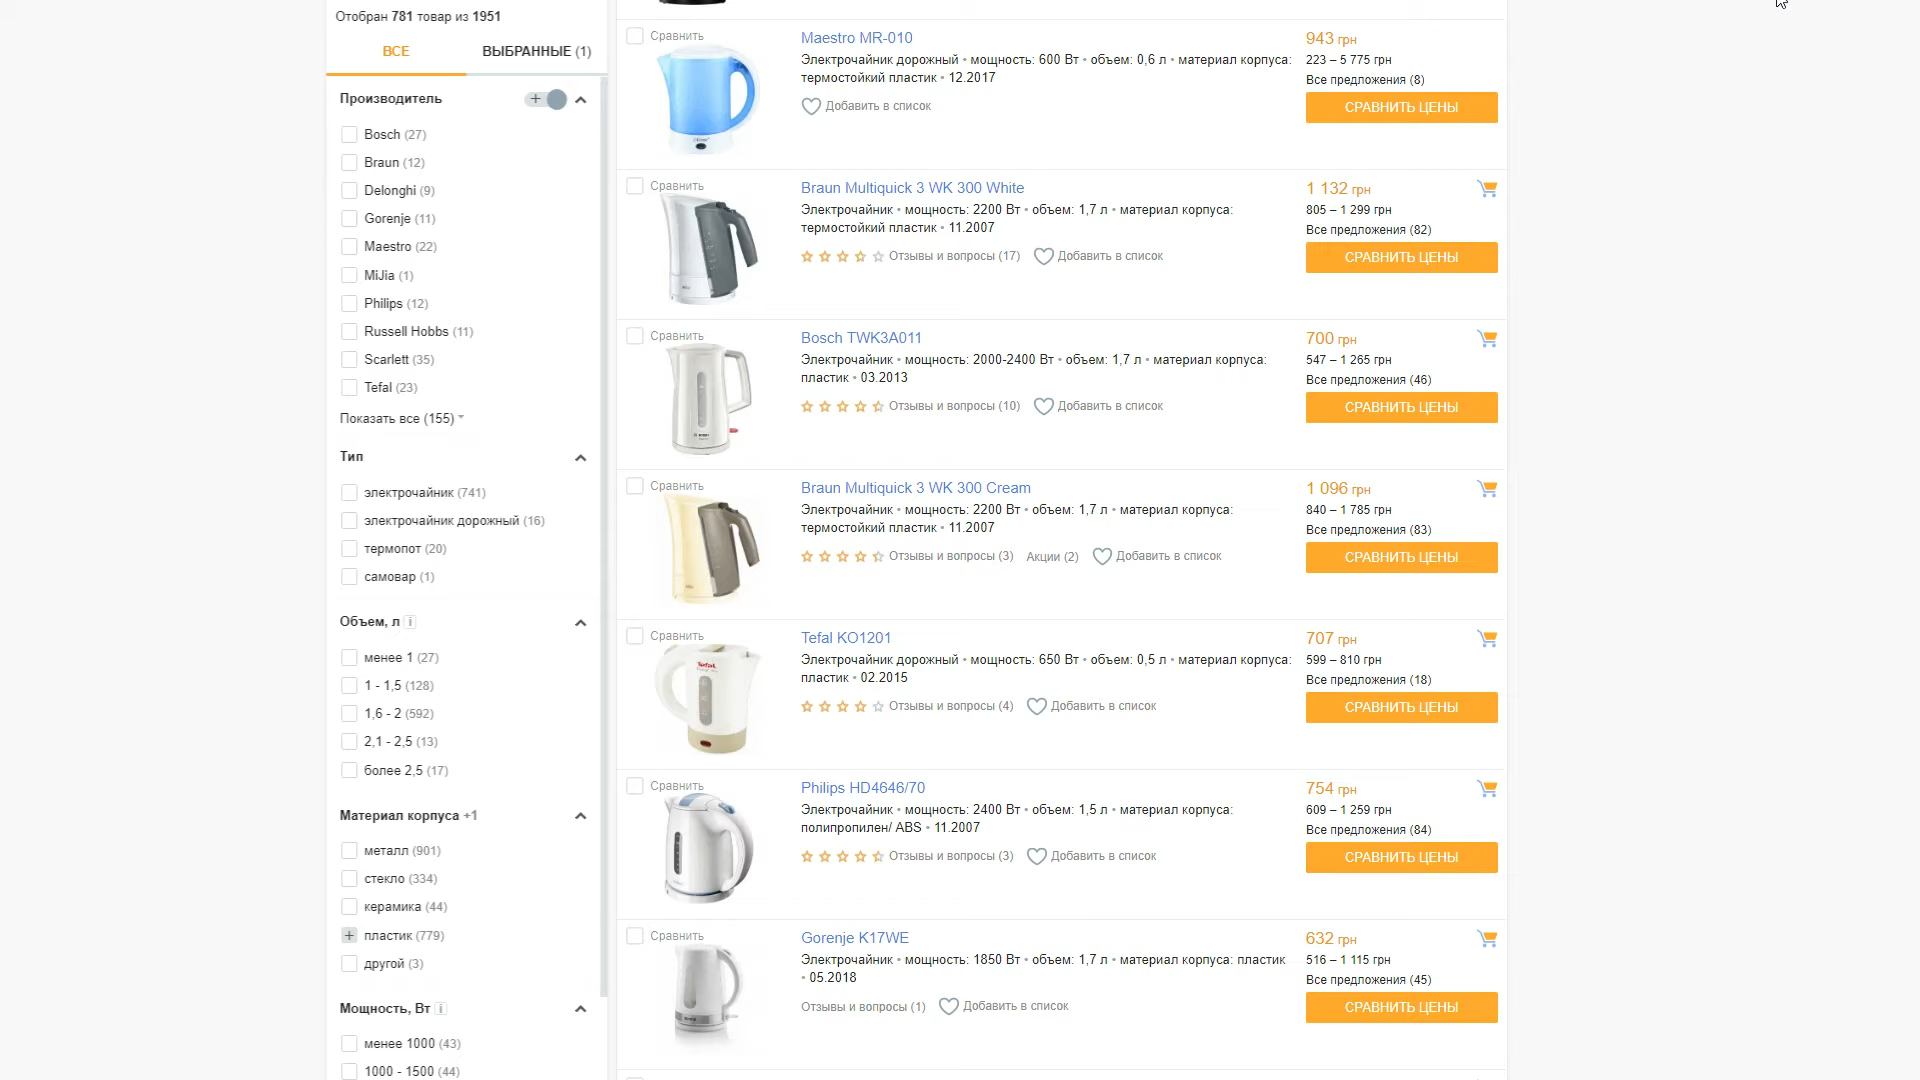 Отобран 781 товар из 1951
ВСЕ
ВЫБРАННЫЕ (1)
Производитель
Bosch (27)
Braun (12)
Delonghi (9)
Gorenje (11)
Maestro (22)
MiJia (1)
Philips (12)
Russell Hobbs (11)
Scarlett (35)
Tefal (23)
Показать все (155)
Тип
электрочайник (741)
электрочайник дорожный (16)
термопот (20)
самовар (1)
Объем, л i
менее 1 (27)
1 - 1,5 (128)
1,6 - 2 (592)
2,1 - 2,5 (13)
более 2,5 (17)
Материал корпуса +1
металл (901)
стекло (334)
керамика (44)
пластик (779)
другой (3)
Мощность, Вт i
менее 1000 (43)
1000 - 1500 (44)
Сравнить
Maestro MR-010
Электрочайник дорожный • мощность: 600 Вт • объем: 0,6 л • материал корпуса:
термостойкий пластик • 12.2017
Добавить в список
943 грн
223 – 5 775 грн
Все предложения (8)
СРАВНИТЬ ЦЕНЫ
Сравнить
Braun Multiquick 3 WK 300 White
Электрочайник • мощность: 2200 Вт • объем: 1,7 л • материал корпуса:
термостойкий пластик • 11.2007
Отзывы и вопросы (17) Добавить в список
1 132 грн
805 – 1 299 грн
Все предложения (82)
СРАВНИТЬ ЦЕНЫ
Сравнить
Bosch TWK3A011
Электрочайник • мощность: 2000-2400 Вт • объем: 1,7 л • материал корпуса:
пластик • 03.2013
Отзывы и вопросы (10) Добавить в список
700 грн
547 – 1 265 грн
Все предложения (46)
СРАВНИТЬ ЦЕНЫ
Сравнить
Braun Multiquick 3 WK 300 Cream
Электрочайник • мощность: 2200 Вт • объем: 1,7 л • материал корпуса:
термостойкий пластик • 11.2007
Отзывы и вопросы (3) Акции (2) Добавить в список
1 096 грн
840 – 1 785 грн
Все предложения (83)
СРАВНИТЬ ЦЕНЫ
Сравнить
Tefal
Tefal KO1201
Электрочайник дорожный • мощность: 650 Вт • объем: 0,5 л • материал корпуса:
пластик • 02.2015
Отзывы и вопросы (4) Добавить в список
707 грн
599 – 810 грн
Все предложения (18)
СРАВНИТЬ ЦЕНЫ
Сравнить
Philips HD4646/70
Электрочайник • мощность: 2400 Вт • объем: 1,5 л • материал корпуса:
полипропилен/ ABS • 11.2007
Отзывы и вопросы (3) Добавить в список
754 грн
609 – 1 259 грн
Все предложения (84)
СРАВНИТЬ ЦЕНЫ
Сравнить
Gorenje K17WE
Электрочайник • мощность: 1850 Вт • объем: 1,7 л • материал корпуса: пластик
• 05.2018
Отзывы и вопросы (1) Добавить в список
632 грн
516 – 1 115 грн
Все предложения (45)
СРАВНИТЬ ЦЕНЫ